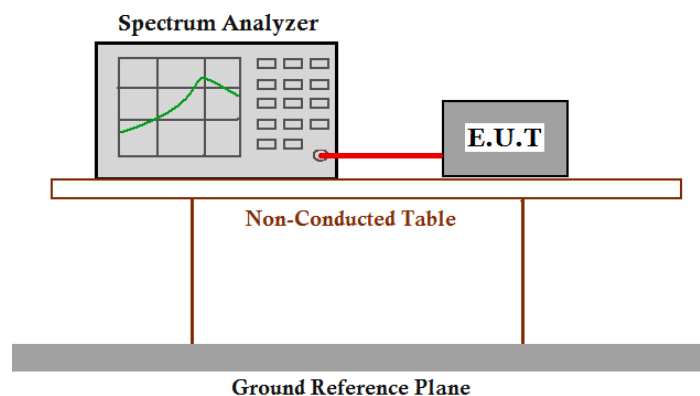 Spectrum Analyzer
E.U.T
Non-Conducted Table
Ground Reference Plane